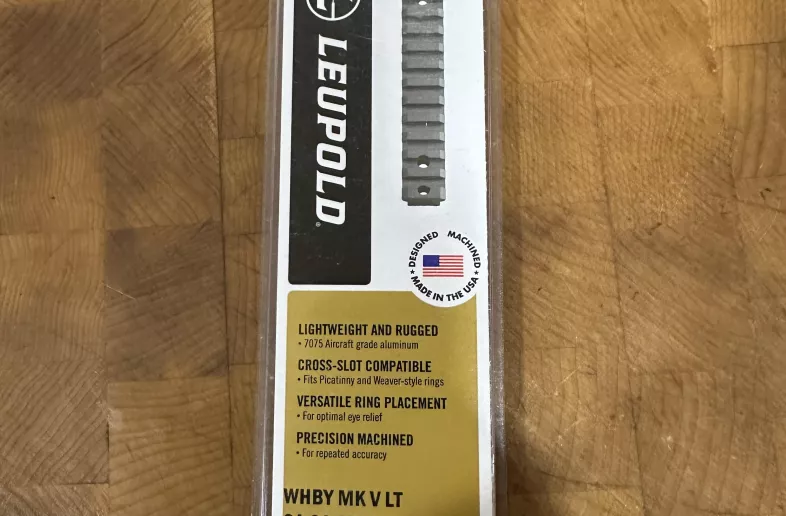 LEUPOLD®
DESIGNED MACHINED
MADE IN THE USA
LIGHTWEIGHT AND RUGGED
• 7075 Aircraft grade aluminum
CROSS-SLOT COMPATIBLE
• Fits Picatinny and Weaver-style rings
VERSATILE RING PLACEMENT
• For optimal eye relief
PRECISION MACHINED
• For repeated accuracy
WHBY MK V LT